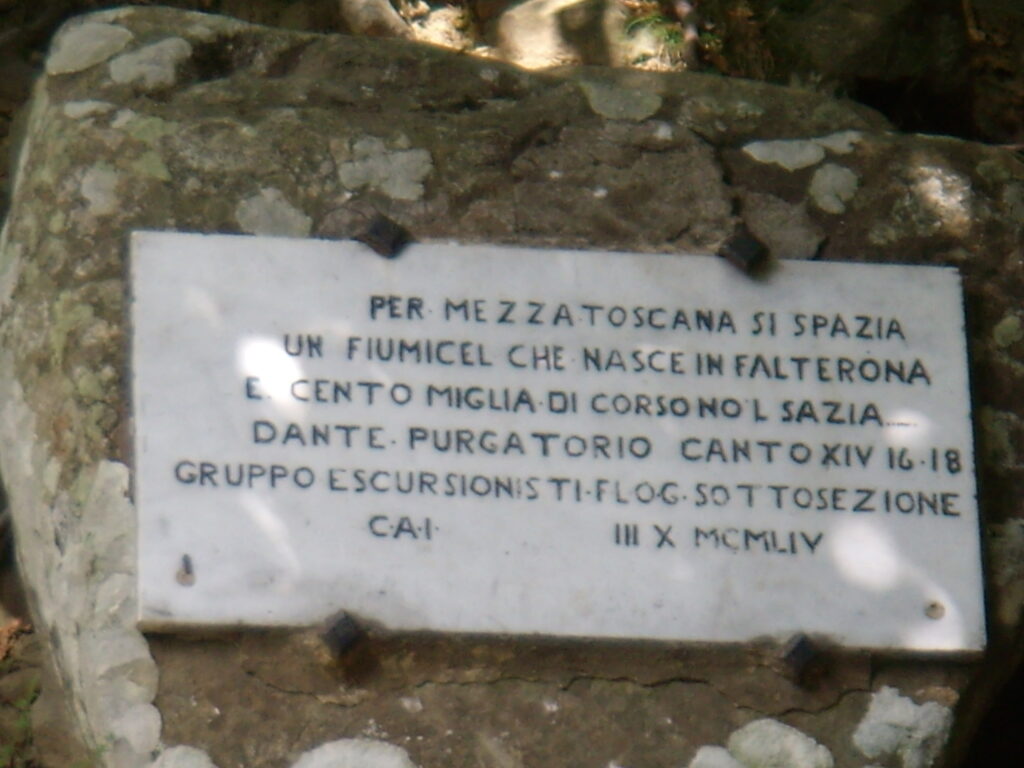 PER·MEZZA·TOSCANA SI SPAZIA
UN FIUMICEL CHE·NASCE IN FALTERONA
E CENTO MIGLIA·DI CORSO NO'L SAZIA.....
DANTE·PURGATORIO CANTO XIV 16·18
GRUPPO ESCURSIONISTI·FLOG·SOTTOSEZIONE
C·A·I· III X MCMLIV